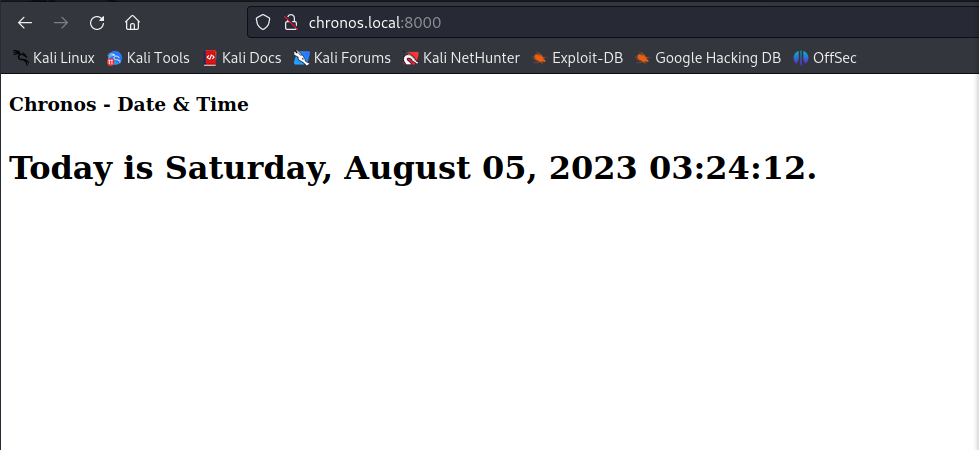 chronos.local:8000
Kali Linux Kali Tools Kali Docs Kali Forums Kali NetHunter Exploit-DB Google Hacking DB OffSec
Chronos - Date & Time
Today is Saturday, August 05, 2023 03:24:12.